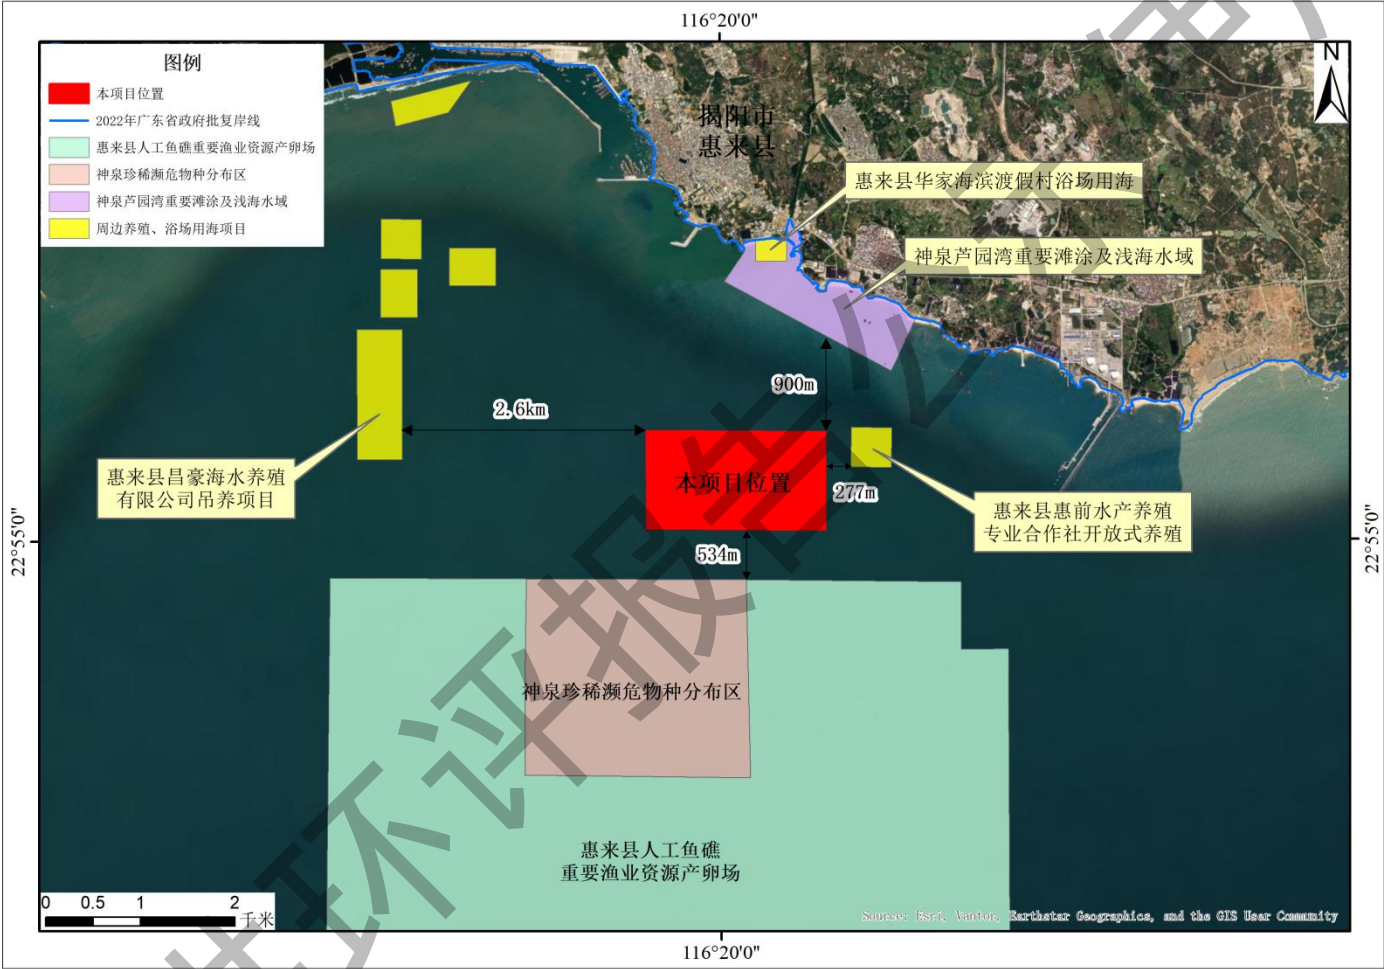 116°20'0"
图例
本项目位置
2022年广东省政府批复岸线
惠来县人工鱼礁重要渔业资源产卵场
神泉珍稀濒危物种分布区
神泉芦园湾重要滩涂及浅海水域
周边养殖、浴场用海项目
N
揭阳市
惠来县
惠来县华家海滨渡假村浴场用海
神泉芦园湾重要滩涂及浅海水域
900m
2.6km
本项目位置
277m
惠来县昌豪海水养殖
有限公司吊养项目
惠来县惠前水产养殖
专业合作社开放式养殖
22°55'0"
22°55'0"
534m
神泉珍稀濒危物种分布区
惠来县人工鱼礁
重要渔业资源产卵场
0 0.5 1 2
千米
Source: Esri, Vantor, Earthstar Geographics, and the GIS User Community
116°20'0"
环评报告公示